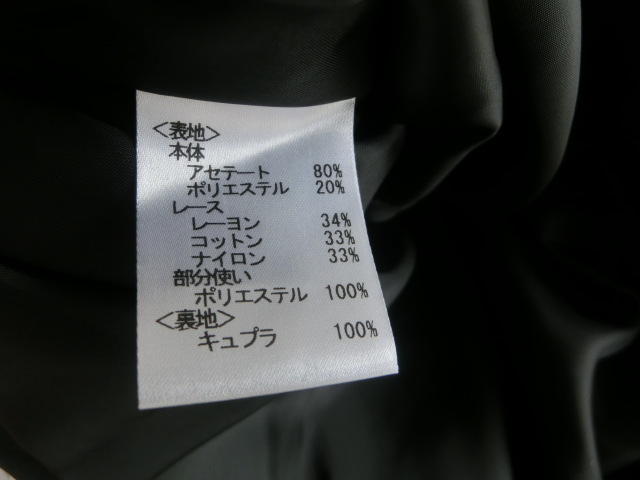 <表地>
本体
アセテート 80%
ポリエステル 20%
レース
レーヨン 34%
コットン 33%
ナイロン 33%
部分使い
ポリエステル 100%
<裏地>
キュプラ 100%